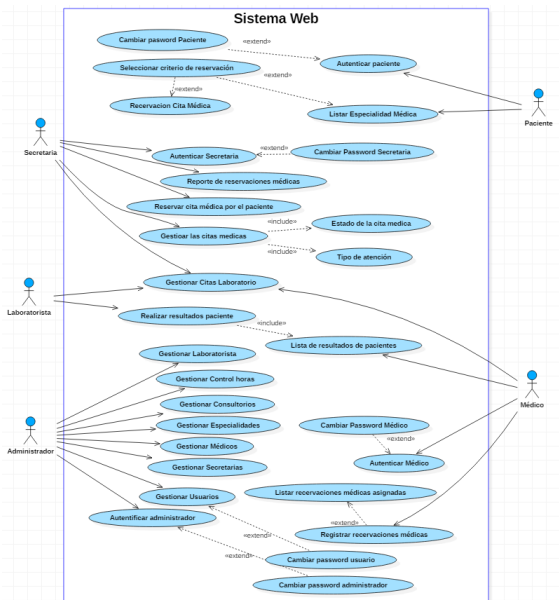 Sistema Web
Cambiar pasword Paciente
«extend»
Autenticar paciente
Seleccionar criterio de reservación
«extend»
«extend»
Recervacion Cita Médica
Listar Especialidad Médica
Paciente
Secretaria
Autenticar Secretaria
«extend»
Cambiar Password Secretaria
Reporte de reservaciones médicas
Reservar cita médica por el paciente
«include»
Estado de la cita medica
Gestioar las citas medicas
«include»
Tipo de atención
Gestionar Citas Laboratorio
Laboratorista
Realizar resultados paciente
«include»
Lista de resultados de pacientes
Gestionar Laboratorista
Gestionar Control horas
Médico
Gestionar Consultorios
Gestionar Especialidades
Cambiar Password Médico
«extend»
Administrador
Gestionar Médicos
Autenticar Médico
Gestionar Secretarias
Gestionar Usuarios
Listar recervaciones médicas asignadas
Autentificar administrador
«extend»
Registrar recervaciones médicas
«extend»
«extend»
Cambiar password usuario
Cambiar password administrador